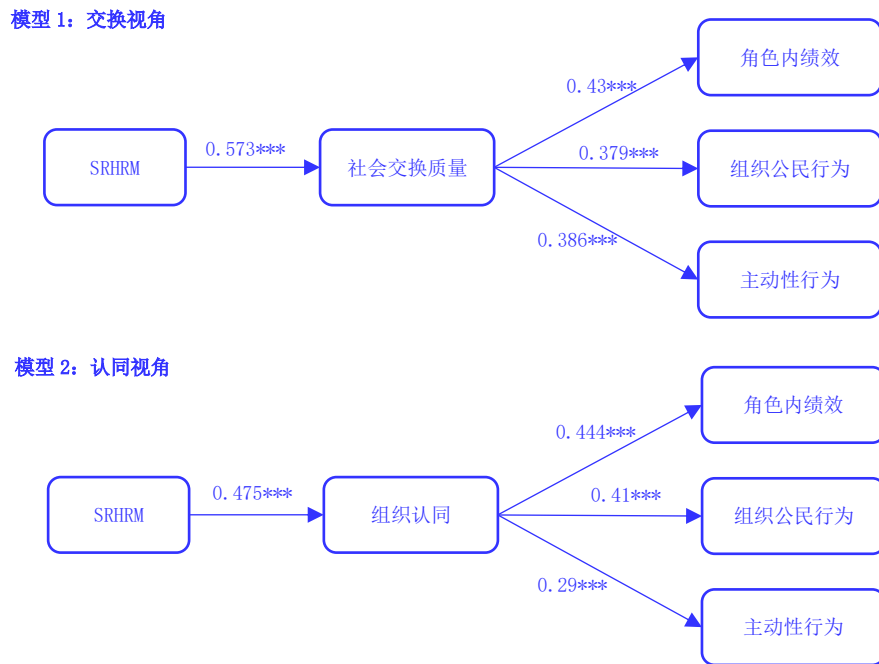 模型 1：交换视角
角色内绩效
0.43***
0.573***
0.379***
SRHRM
社会交换质量
组织公民行为
0.386***
主动性行为
模型 2：认同视角
角色内绩效
0.444***
0.475***
0.41***
SRHRM
组织认同
组织公民行为
0.29***
主动性行为